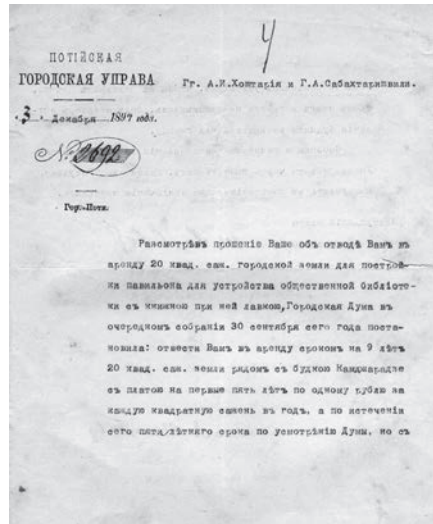 4
ПОТІЙСКАЯ
ГОРОДСКАЯ УПРАВА
Гг. А.И.Хоштарія и Г.А.Сабахтаришвили.
3 Декабря 1897 года.
№ 2692
Гор. Поти.
Разсмотрѣвъ прошеніе Ваше объ отводѣ Вамъ въ
аренду 20 квад. саж. городской земли для построй-
ки павильона для устройства общественной библіоте-
ки съ книжною при ней лавкою, Городская Дума въ
очередномъ собраніи 30 сентября сего года поста-
новила: отвести Вамъ въ аренду срокомъ на 9 лѣтъ
20 квад. саж. земли рядомъ съ будкою Канджарадзе
съ платою на первые пять лѣтъ по одному рублю за
каждую квадратную сажень въ годъ, а по истеченіи
сего пятилѣтняго срока по усмотрѣнію Думы, но съ